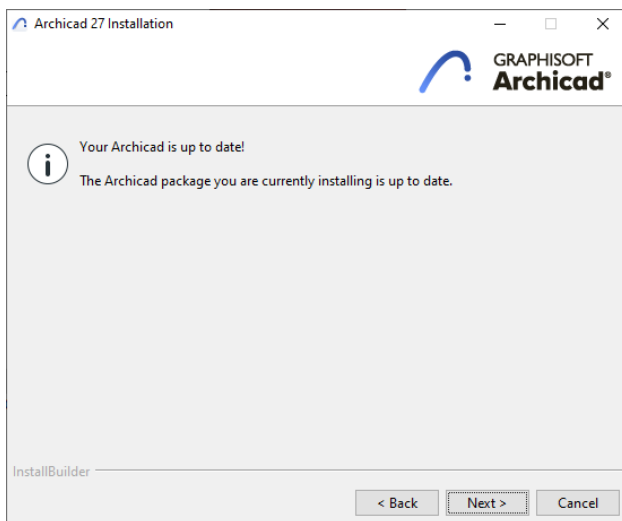 Archicad 27 Installation
GRAPHISOFT
Archicad®
Your Archicad is up to date!
The Archicad package you are currently installing is up to date.
InstallBuilder
< Back
Next >
Cancel